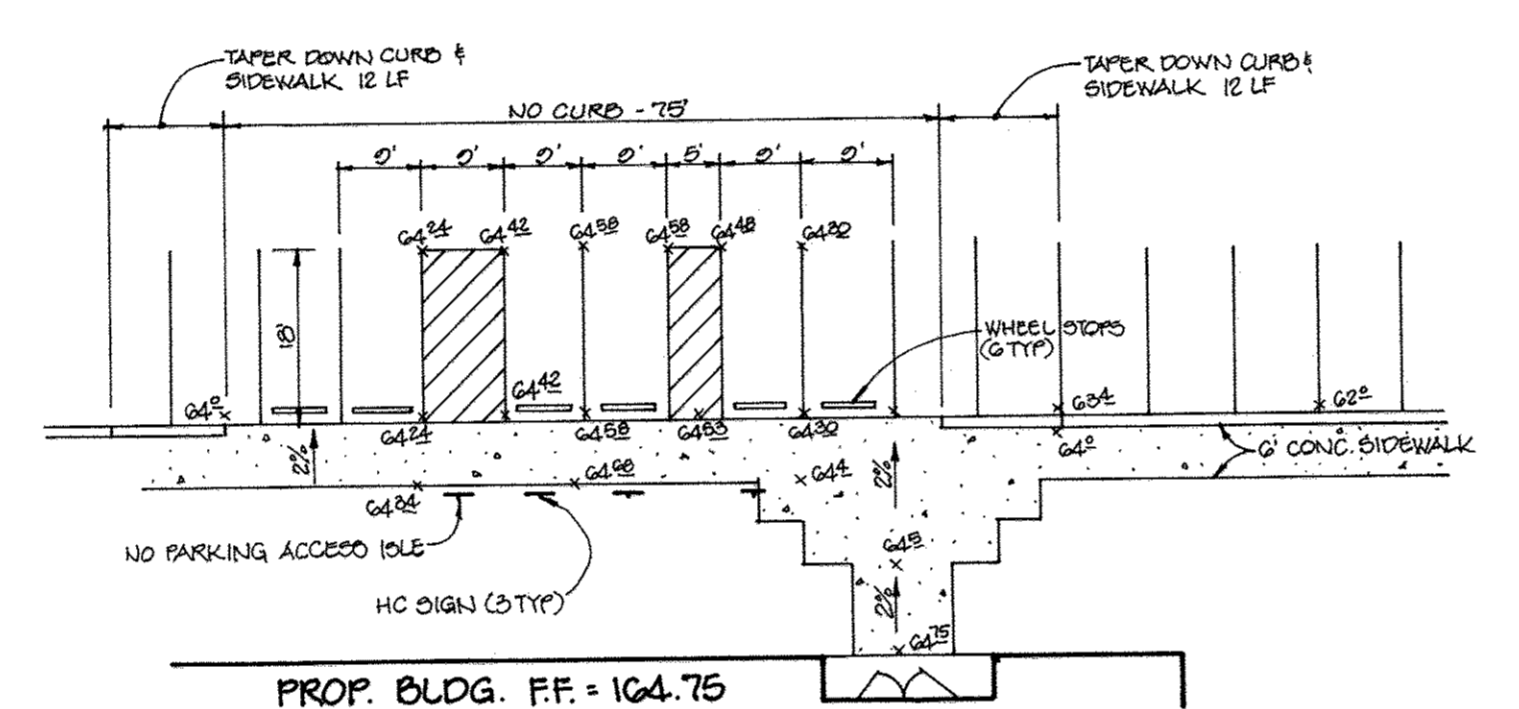 TAPER DOWN CURB &
SIDEWALK 12 LF
TAPER DOWN CURB &
SIDEWALK 12 LF
NO CURB - 75'
9' 9' 9' 9' 5' 9' 9'
64 24 64 42 64 58 64 58 64 48 64 30
18'
WHEEL STOPS
(6 TYP)
64 42
64 0
63 4
62 0
64 24 64 58 64 53 64 30 64 0
6' CONC. SIDEWALK
2%
64 68
64 4
2%
64 34
NO PARKING ACCESS ISLE
64 5
HC SIGN (3 TYP)
2%
64 75
PROP. BLDG. F.F. = 164.75